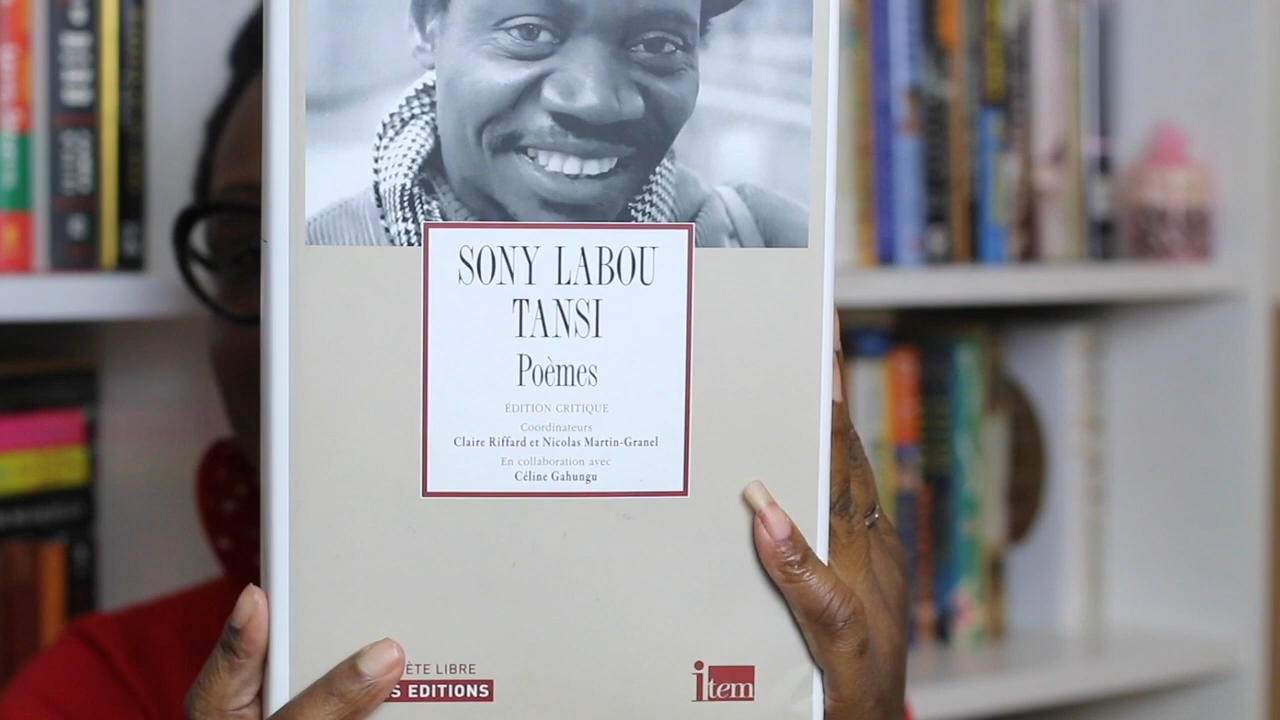 SONY LABOU
TANSI
Poèmes
ÉDITION CRITIQUE
Coordinateurs
Claire Riffard et Nicolas Martin-Granel
En collaboration avec
Céline Gahungu
ÈTE LIBRE
S EDITIONS
item